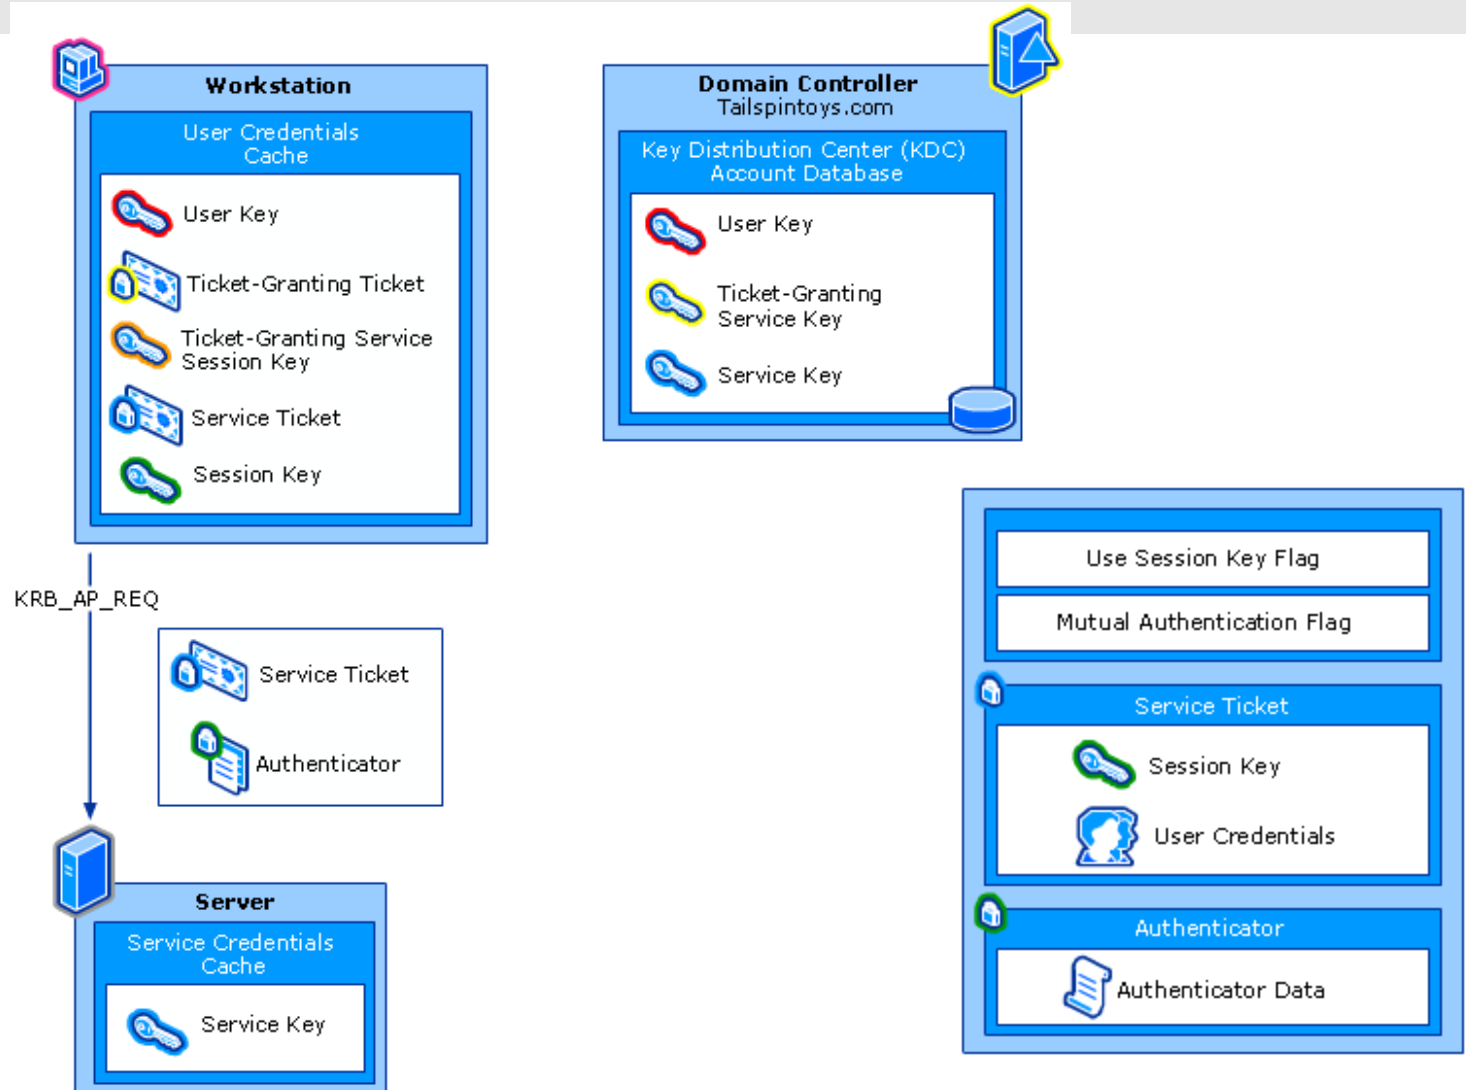 Workstation
User Credentials
Cache
User Key
Ticket-Granting Ticket
Ticket-Granting Service
Session Key
Service Ticket
Session Key
Domain Controller
Tailspintoys.com
Key Distribution Center (KDC)
Account Database
User Key
Ticket-Granting
Service Key
Service Key
KRB_AP_REQ
Service Ticket
Authenticator
Server
Service Credentials
Cache
Service Key
Use Session Key Flag
Mutual Authentication Flag
Service Ticket
Session Key
User Credentials
Authenticator
Authenticator Data